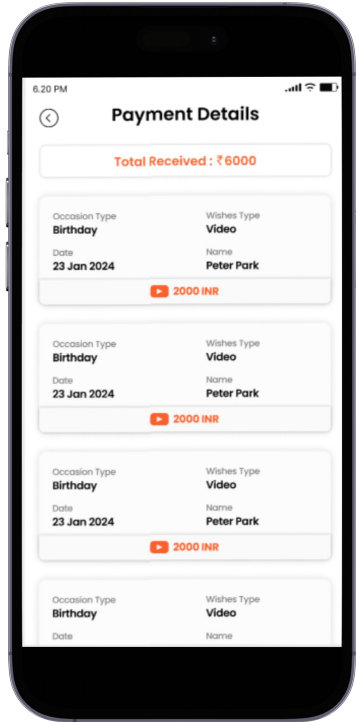 6.20 PM
Payment Details
Total Received : ₹6000
Occasion Type Wishes Type
Birthday Video
Date Name
23 Jan 2024 Peter Park
2000 INR
Occasion Type Wishes Type
Birthday Video
Date Name
23 Jan 2024 Peter Park
2000 INR
Occasion Type Wishes Type
Birthday Video
Date Name
23 Jan 2024 Peter Park
2000 INR
Occasion Type Wishes Type
Birthday Video
Date Name